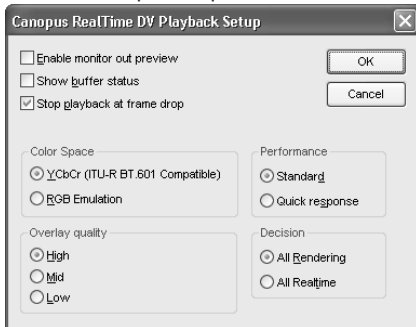 Canopus RealTime DV Playback Setup
Enable monitor out preview
Show buffer status
Stop playback at frame drop
OK
Cancel
Color Space
YCbCr (ITU-R BT.601 Compatible)
RGB Emulation
Performance
Standard
Quick response
Overlay quality
High
Mid
Low
Decision
All Rendering
All Realtime